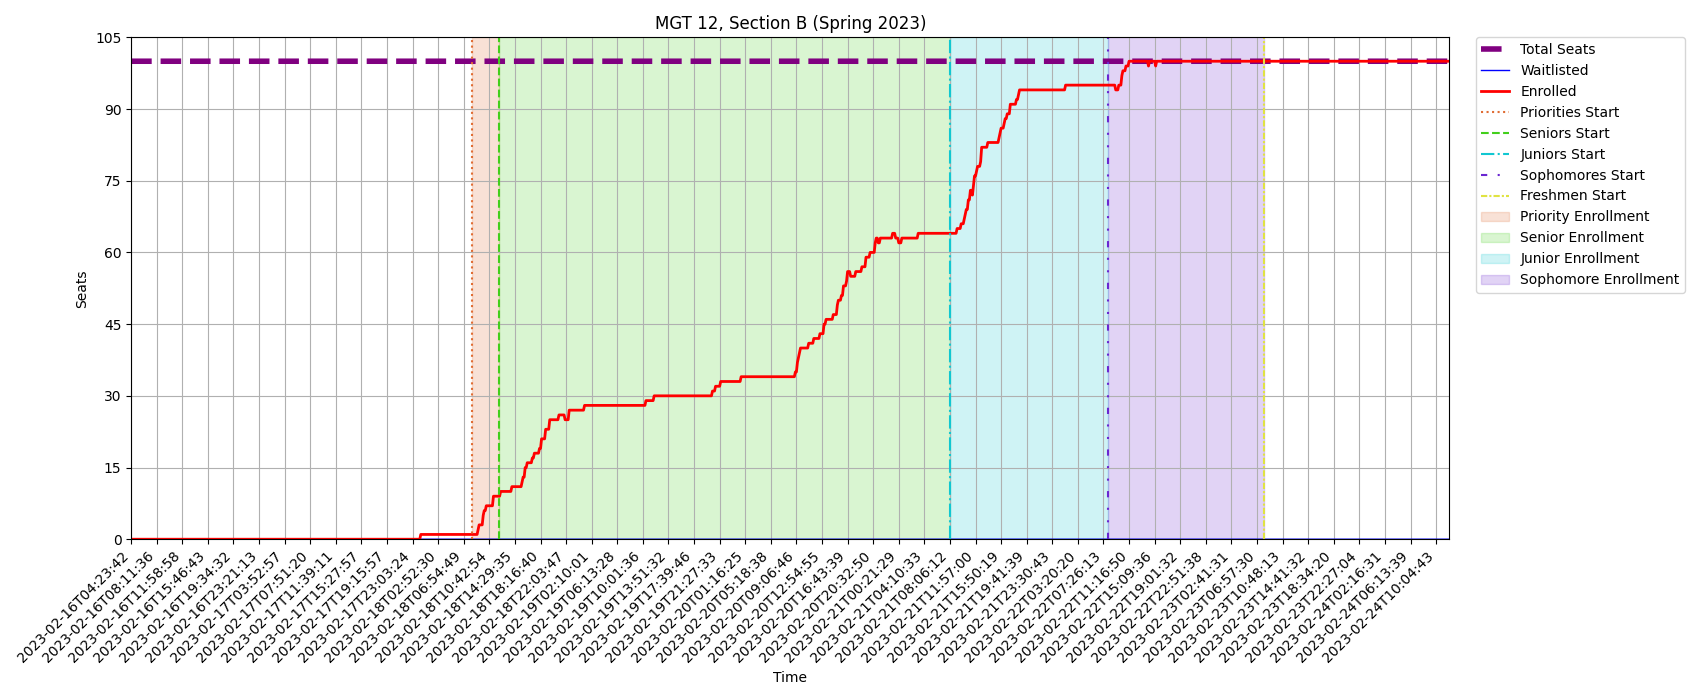 MGT 12, Section B (Spring 2023)
105
90
75
60
45
30
15
0
Seats
Total Seats
Waitlisted
Enrolled
Priorities Start
Seniors Start
Juniors Start
Sophomores Start
Freshmen Start
Priority Enrollment
Senior Enrollment
Junior Enrollment
Sophomore Enrollment
2023-02-16T04:23:42
2023-02-16T08:11:36
2023-02-16T11:58:58
2023-02-16T15:46:43
2023-02-16T19:34:32
2023-02-16T23:21:13
2023-02-17T03:52:57
2023-02-17T07:51:20
2023-02-17T11:39:11
2023-02-17T15:27:57
2023-02-17T19:15:57
2023-02-17T23:03:24
2023-02-18T02:52:30
2023-02-18T06:54:49
2023-02-18T10:42:54
2023-02-18T14:29:35
2023-02-18T18:16:40
2023-02-18T22:03:47
2023-02-19T02:10:01
2023-02-19T06:13:28
2023-02-19T10:01:36
2023-02-19T13:51:32
2023-02-19T17:39:46
2023-02-19T21:27:33
2023-02-20T01:16:25
2023-02-20T05:18:38
2023-02-20T09:06:46
2023-02-20T12:54:55
2023-02-20T16:43:39
2023-02-20T20:32:50
2023-02-21T00:21:29
2023-02-21T04:10:33
2023-02-21T08:06:12
2023-02-21T11:57:00
2023-02-21T15:50:19
2023-02-21T19:41:39
2023-02-21T23:30:43
2023-02-22T03:20:20
2023-02-22T07:26:13
2023-02-22T11:16:50
2023-02-22T15:09:36
2023-02-22T19:01:32
2023-02-22T22:51:38
2023-02-23T02:41:31
2023-02-23T06:57:30
2023-02-23T10:48:13
2023-02-23T14:41:32
2023-02-23T18:34:20
2023-02-23T22:27:04
2023-02-24T02:16:31
2023-02-24T06:13:39
2023-02-24T10:04:43
Time